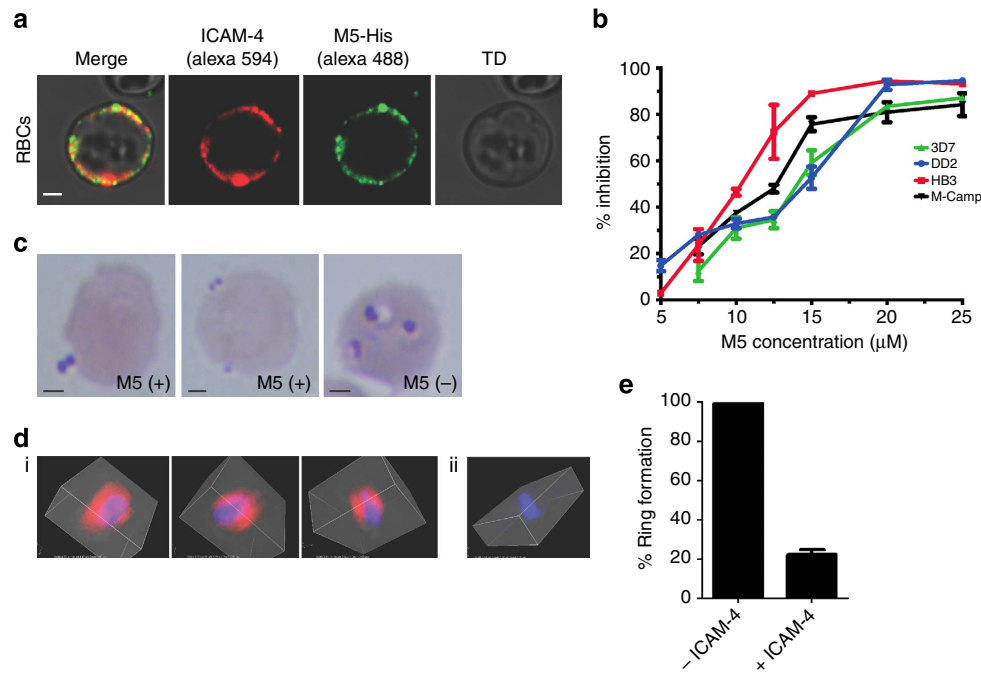 a
Merge
ICAM-4
(alexa 594)
M5-His
(alexa 488)
TD
RBCs
b
100
80
60
40
20
0
% inhibition
5
10
15
20
25
M5 concentration (μM)
3D7
DD2
HB3
M-Camp
c
M5 (+)
M5 (+)
M5 (–)
d
i
ii
e
100
80
60
40
20
0
% Ring formation
– ICAM-4
+ ICAM-4